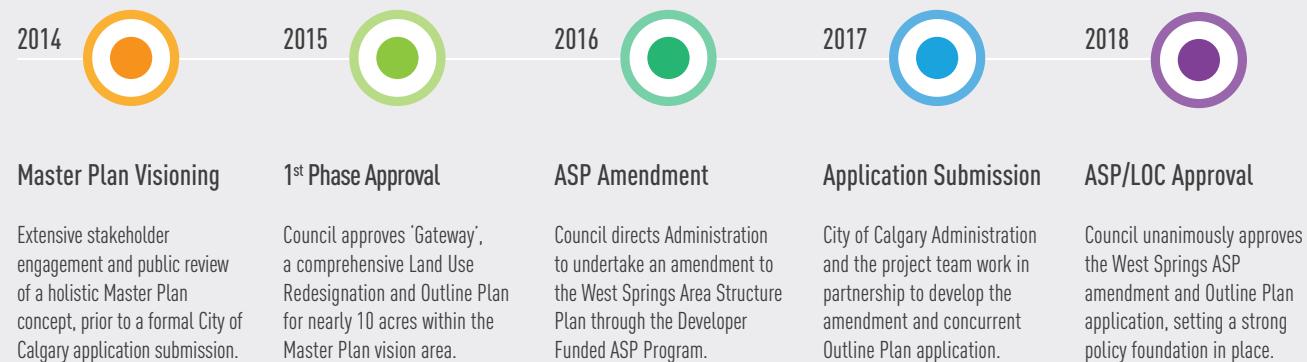 2014
Master Plan Visioning
Extensive stakeholder
engagement and public review
of a holistic Master Plan
concept, prior to a formal City of
Calgary application submission.
2015
1st Phase Approval
Council approves ‘Gateway’,
a comprehensive Land Use
Redesignation and Outline Plan
for nearly 10 acres within the
Master Plan vision area.
2016
ASP Amendment
Council directs Administration
to undertake an amendment to
the West Springs Area Structure
Plan through the Developer
Funded ASP Program.
2017
Application Submission
City of Calgary Administration
and the project team work in
partnership to develop the
amendment and concurrent
Outline Plan application.
2018
ASP/LOC Approval
Council unanimously approves
the West Springs ASP
amendment and Outline Plan
application, setting a strong
policy foundation in place.